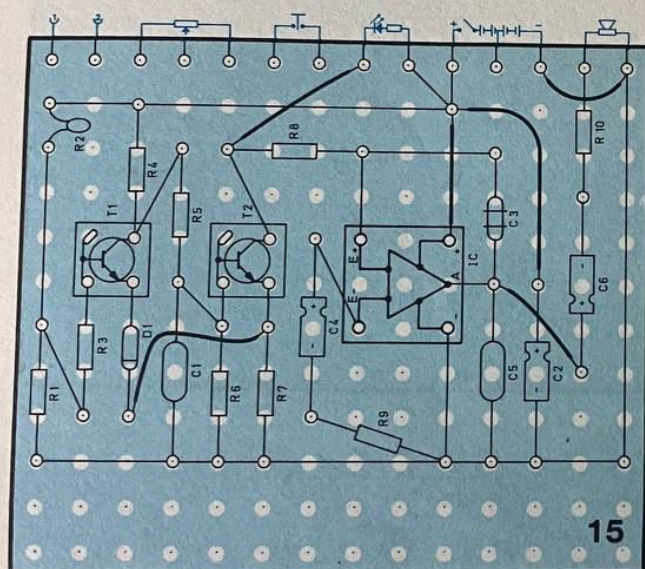 +
-
R2
R4
R8
R10
T1
R5
T2
C3
E+
+
IC
A
E-
-
C6
+
-
R1
R3
D1
C1
R6
R7
+
C4
-
R9
C5
+
C2
-
15